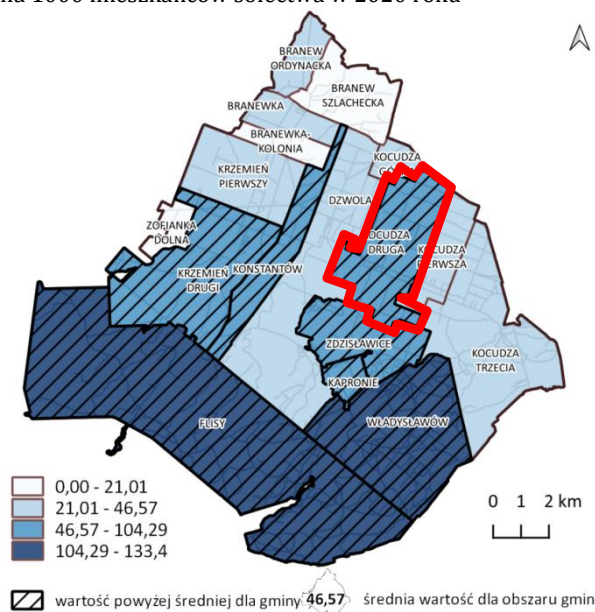 na 1000 mieszkańców sołectwa w 2020 roku
BRANEW
ORDYNACKA
BRANEW
SZLACHECKA
BRANEWKA
BRANEWKA-
KOLONIA
KOCUDZA
KRZEMIEŃ
PIERWSZY
DZWOLA
ZOFIANKA
DOLNA
OCUDZA
DRUGA
KOCUDZA
PIERWSZA
KRZEMIEŃ
DRUGI
KONSTANTÓW
ZDZISŁAWICE
KOCUDZA
TRZECIA
KAPRONIE
FLISY
WŁADYSŁAWÓW
0,00 - 21,01
21,01 - 46,57
46,57 - 104,29
104,29 - 133,4
0 1 2 km
wartość powyżej średniej dla gminy 46,57 średnia wartość dla obszaru gmin